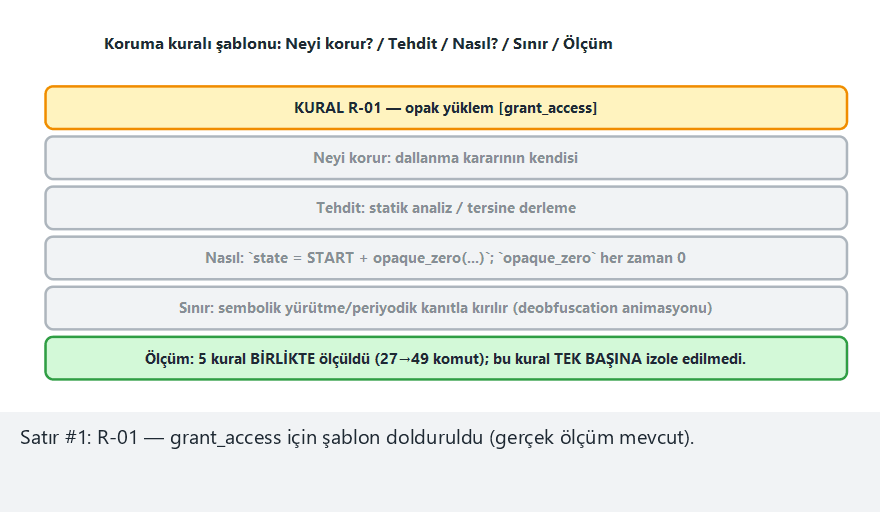 Koruma kuralı şablonu: Neyi korur? / Tehdit / Nasıl? / Sınır / Ölçüm
KURAL R-01 — opak yüklem [grant_access]
Neyi korur: dallanma kararının kendisi
Tehdit: statik analiz / tersine derleme
Nasıl: `state = START + opaque_zero(...)`; `opaque_zero` her zaman 0
Sınır: sembolik yürütme/periyodik kanıtla kırılır (deobfuscation animasyonu)
Ölçüm: 5 kural BİRLİKTE ölçüldü (27→49 komut); bu kural TEK BAŞINA izole edilmedi.
Satır #1: R-01 — grant_access için şablon dolduruldu (gerçek ölçüm mevcut).